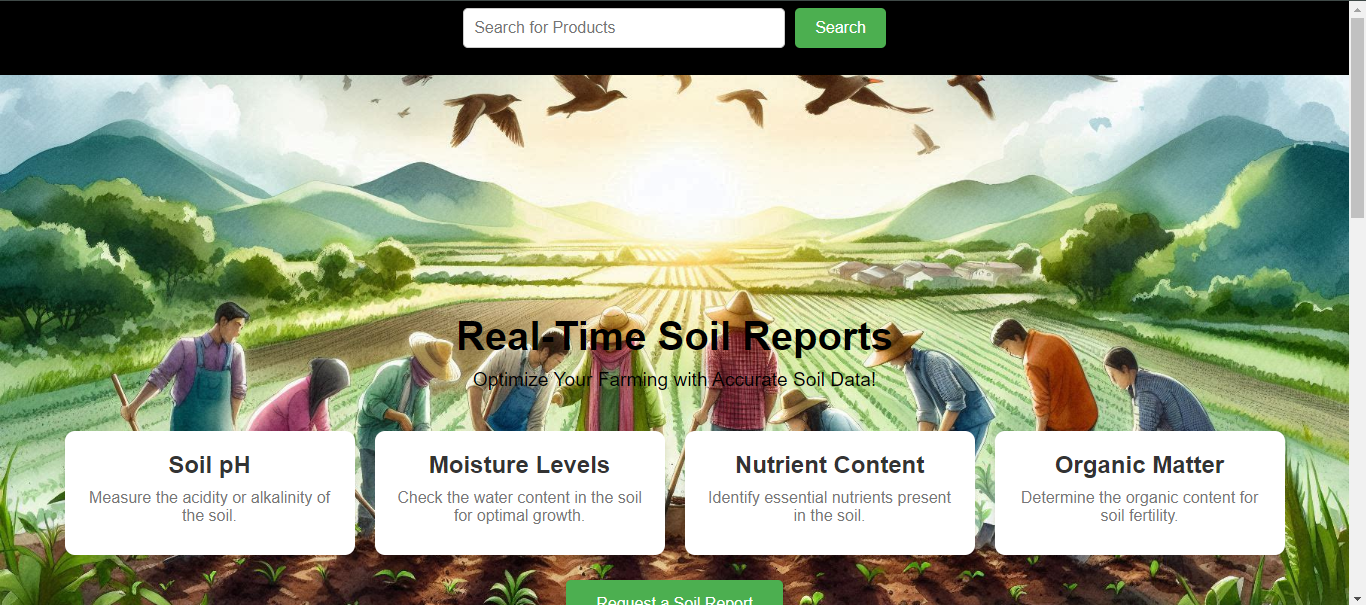 Search for Products
Search
Real-Time Soil Reports
Optimize Your Farming with Accurate Soil Data!
Soil pH
Measure the acidity or alkalinity of
the soil.
Moisture Levels
Check the water content in the soil
for optimal growth.
Nutrient Content
Identify essential nutrients present
in the soil.
Organic Matter
Determine the organic content for
soil fertility.
Request a Soil Report